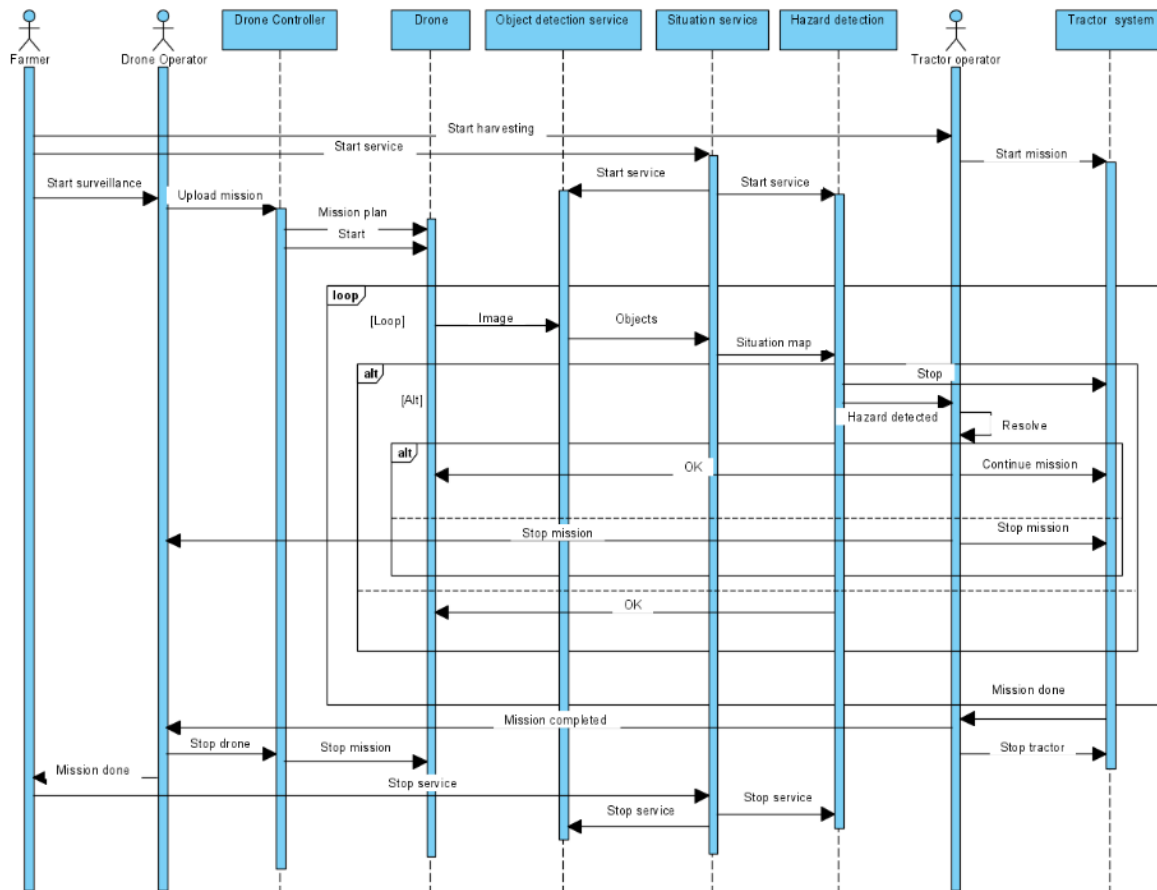 Drone Controller
Drone
Object detection service
Situation service
Hazard detection
Tractor system
Farmer
Drone Operator
Tractor operator
Start harvesting
Start service
Start mission
Start service
Start service
Start surveillance
Upload mission
Mission plan
Start
loop
[Loop]
Image
Objects
Situation map
alt
Stop
[Alt]
Hazard detected
Resolve
alt
OK
Continue mission
Stop mission
Stop mission
OK
Mission done
Mission completed
Stop drone
Stop mission
Stop tractor
Mission done
Stop service
Stop service
Stop service